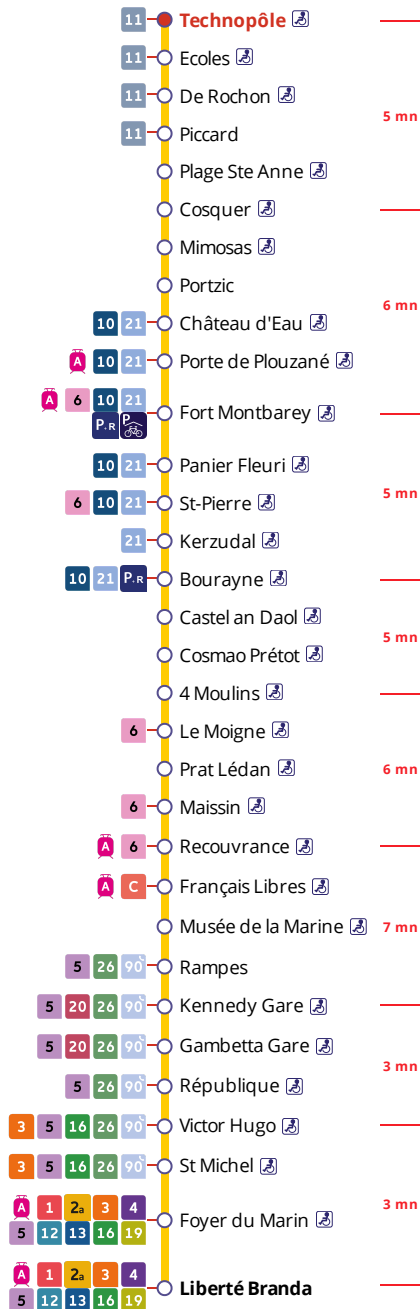 11 Technopôle
11 Ecoles
11 De Rochon
5 mn
11 Piccard
Plage Ste Anne
Cosquer
Mimosas
Portzic
6 mn
10 21 Château d'Eau
A 10 21 Porte de Plouzané
A 6 10 21
Fort Montbarey
P+R P
10 21 Panier Fleuri
5 mn
6 10 21 St-Pierre
21 Kerzudal
10 21 P+R Bourayne
Castel an Daol
5 mn
Cosmao Prétot
4 Moulins
6 Le Moigne
Prat Lédan
6 mn
6 Maissin
A 6 Recouvrance
A C Français Libres
Musée de la Marine
7 mn
5 26 90 Rampes
5 20 26 90 Kennedy Gare
5 20 26 90 Gambetta Gare
3 mn
5 26 90 République
3 5 16 26 90 Victor Hugo
3 5 16 26 90 St Michel
A 1 2a 3 4
3 mn
Foyer du Marin
5 12 13 16 19
A 1 2a 3 4
Liberté Branda
5 12 13 16 19